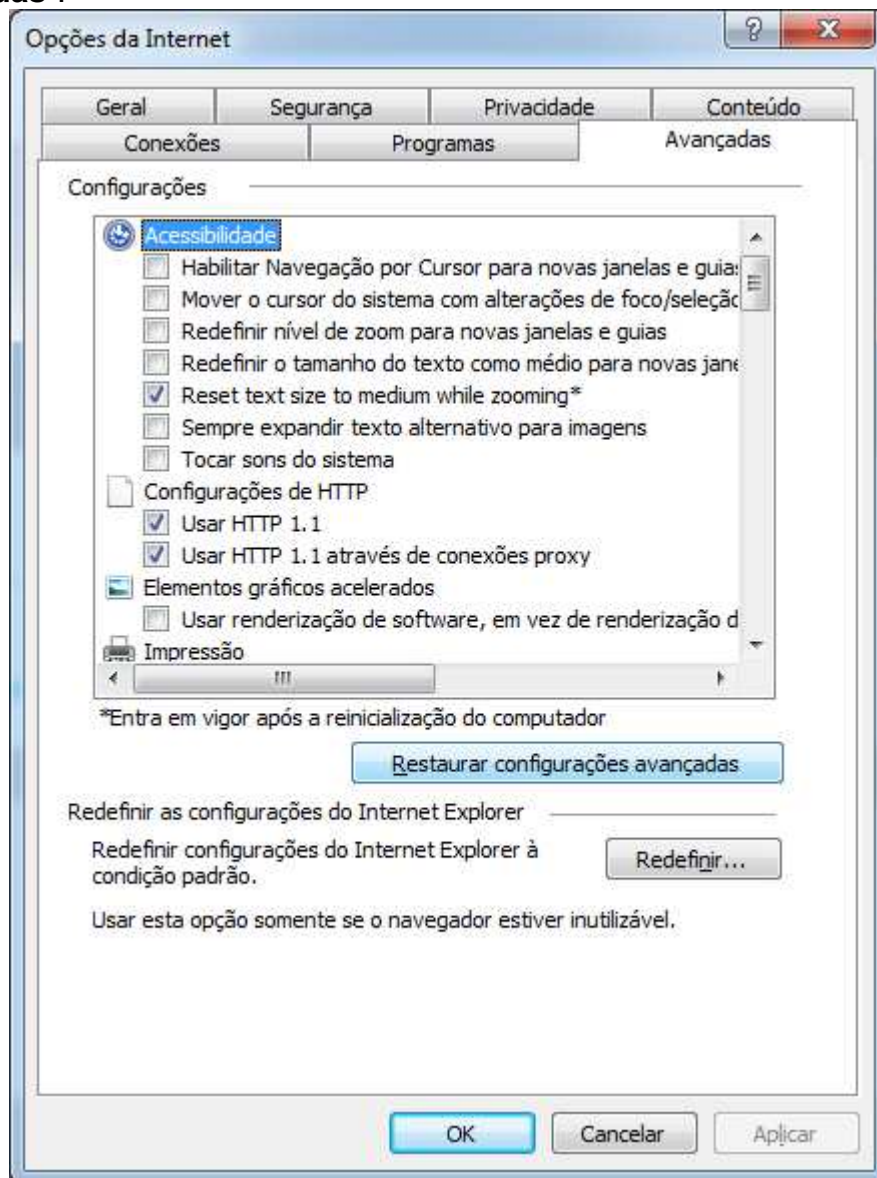 Opções da Internet
Geral Segurança Privacidade Conteúdo
Conexões Programas Avançadas
Configurações
Acessibilidade
Habilitar Navegação por Cursor para novas janelas e guias
Mover o cursor do sistema com alterações de foco/seleçã
Redefinir nível de zoom para novas janelas e guias
Redefinir o tamanho do texto como médio para novas jane
Reset text size to medium while zooming*
Sempre expandir texto alternativo para imagens
Tocar sons do sistema
Configurações de HTTP
Usar HTTP 1.1
Usar HTTP 1.1 através de conexões proxy
Elementos gráficos acelerados
Usar renderização de software, em vez de renderização d
Impressão
*Entra em vigor após a reinicialização do computador
Restaurar configurações avançadas
Redefinir as configurações do Internet Explorer
Redefinir configurações do Internet Explorer à
condição padrão.
Redefinir...
Usar esta opção somente se o navegador estiver inutilizável.
OK Cancelar Aplicar